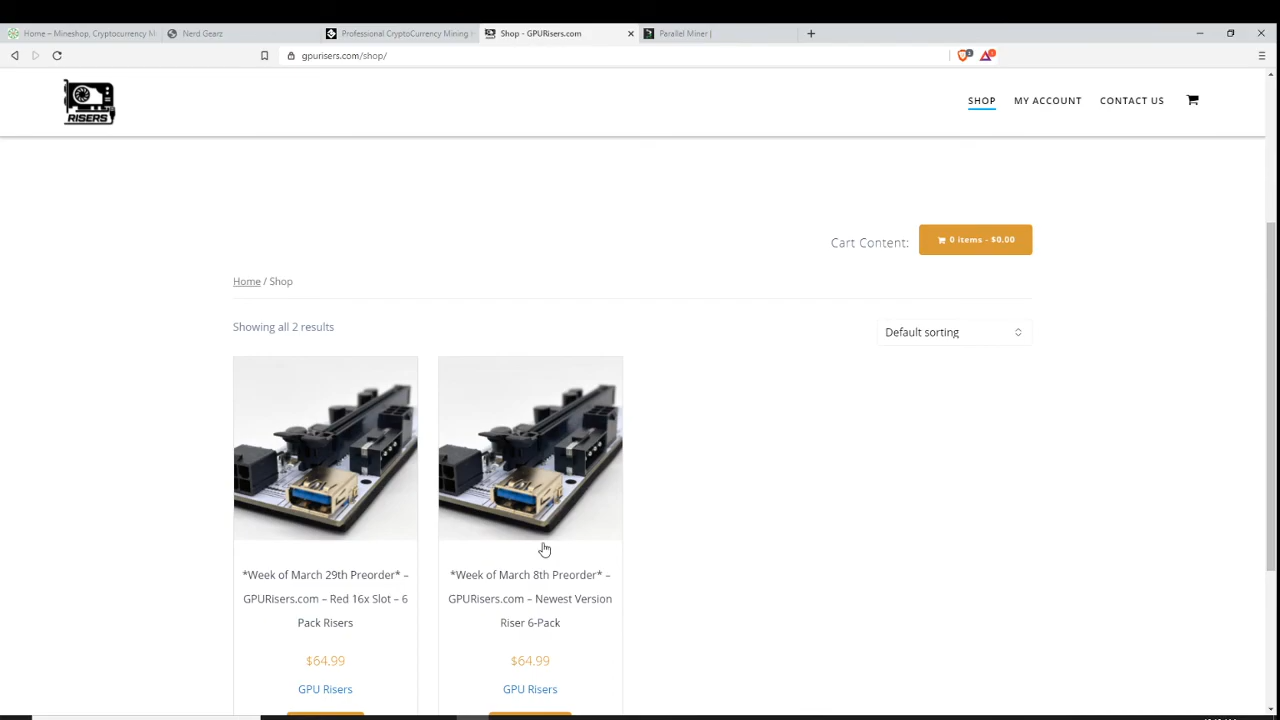 Home – Mineshop, Cryptocurrency M
Nerd Gearz
Professional CryptoCurrency Mining
Shop - GPURisers.com
Parallel Miner |
gpurisers.com/shop/
RISERS
SHOP
MY ACCOUNT
CONTACT US
Cart Content:
0 items - $0.00
Home / Shop
Showing all 2 results
Default sorting
*Week of March 29th Preorder* –
GPURisers.com – Red 16x Slot – 6
Pack Risers
$64.99
GPU Risers
*Week of March 8th Preorder* –
GPURisers.com – Newest Version
Riser 6-Pack
$64.99
GPU Risers